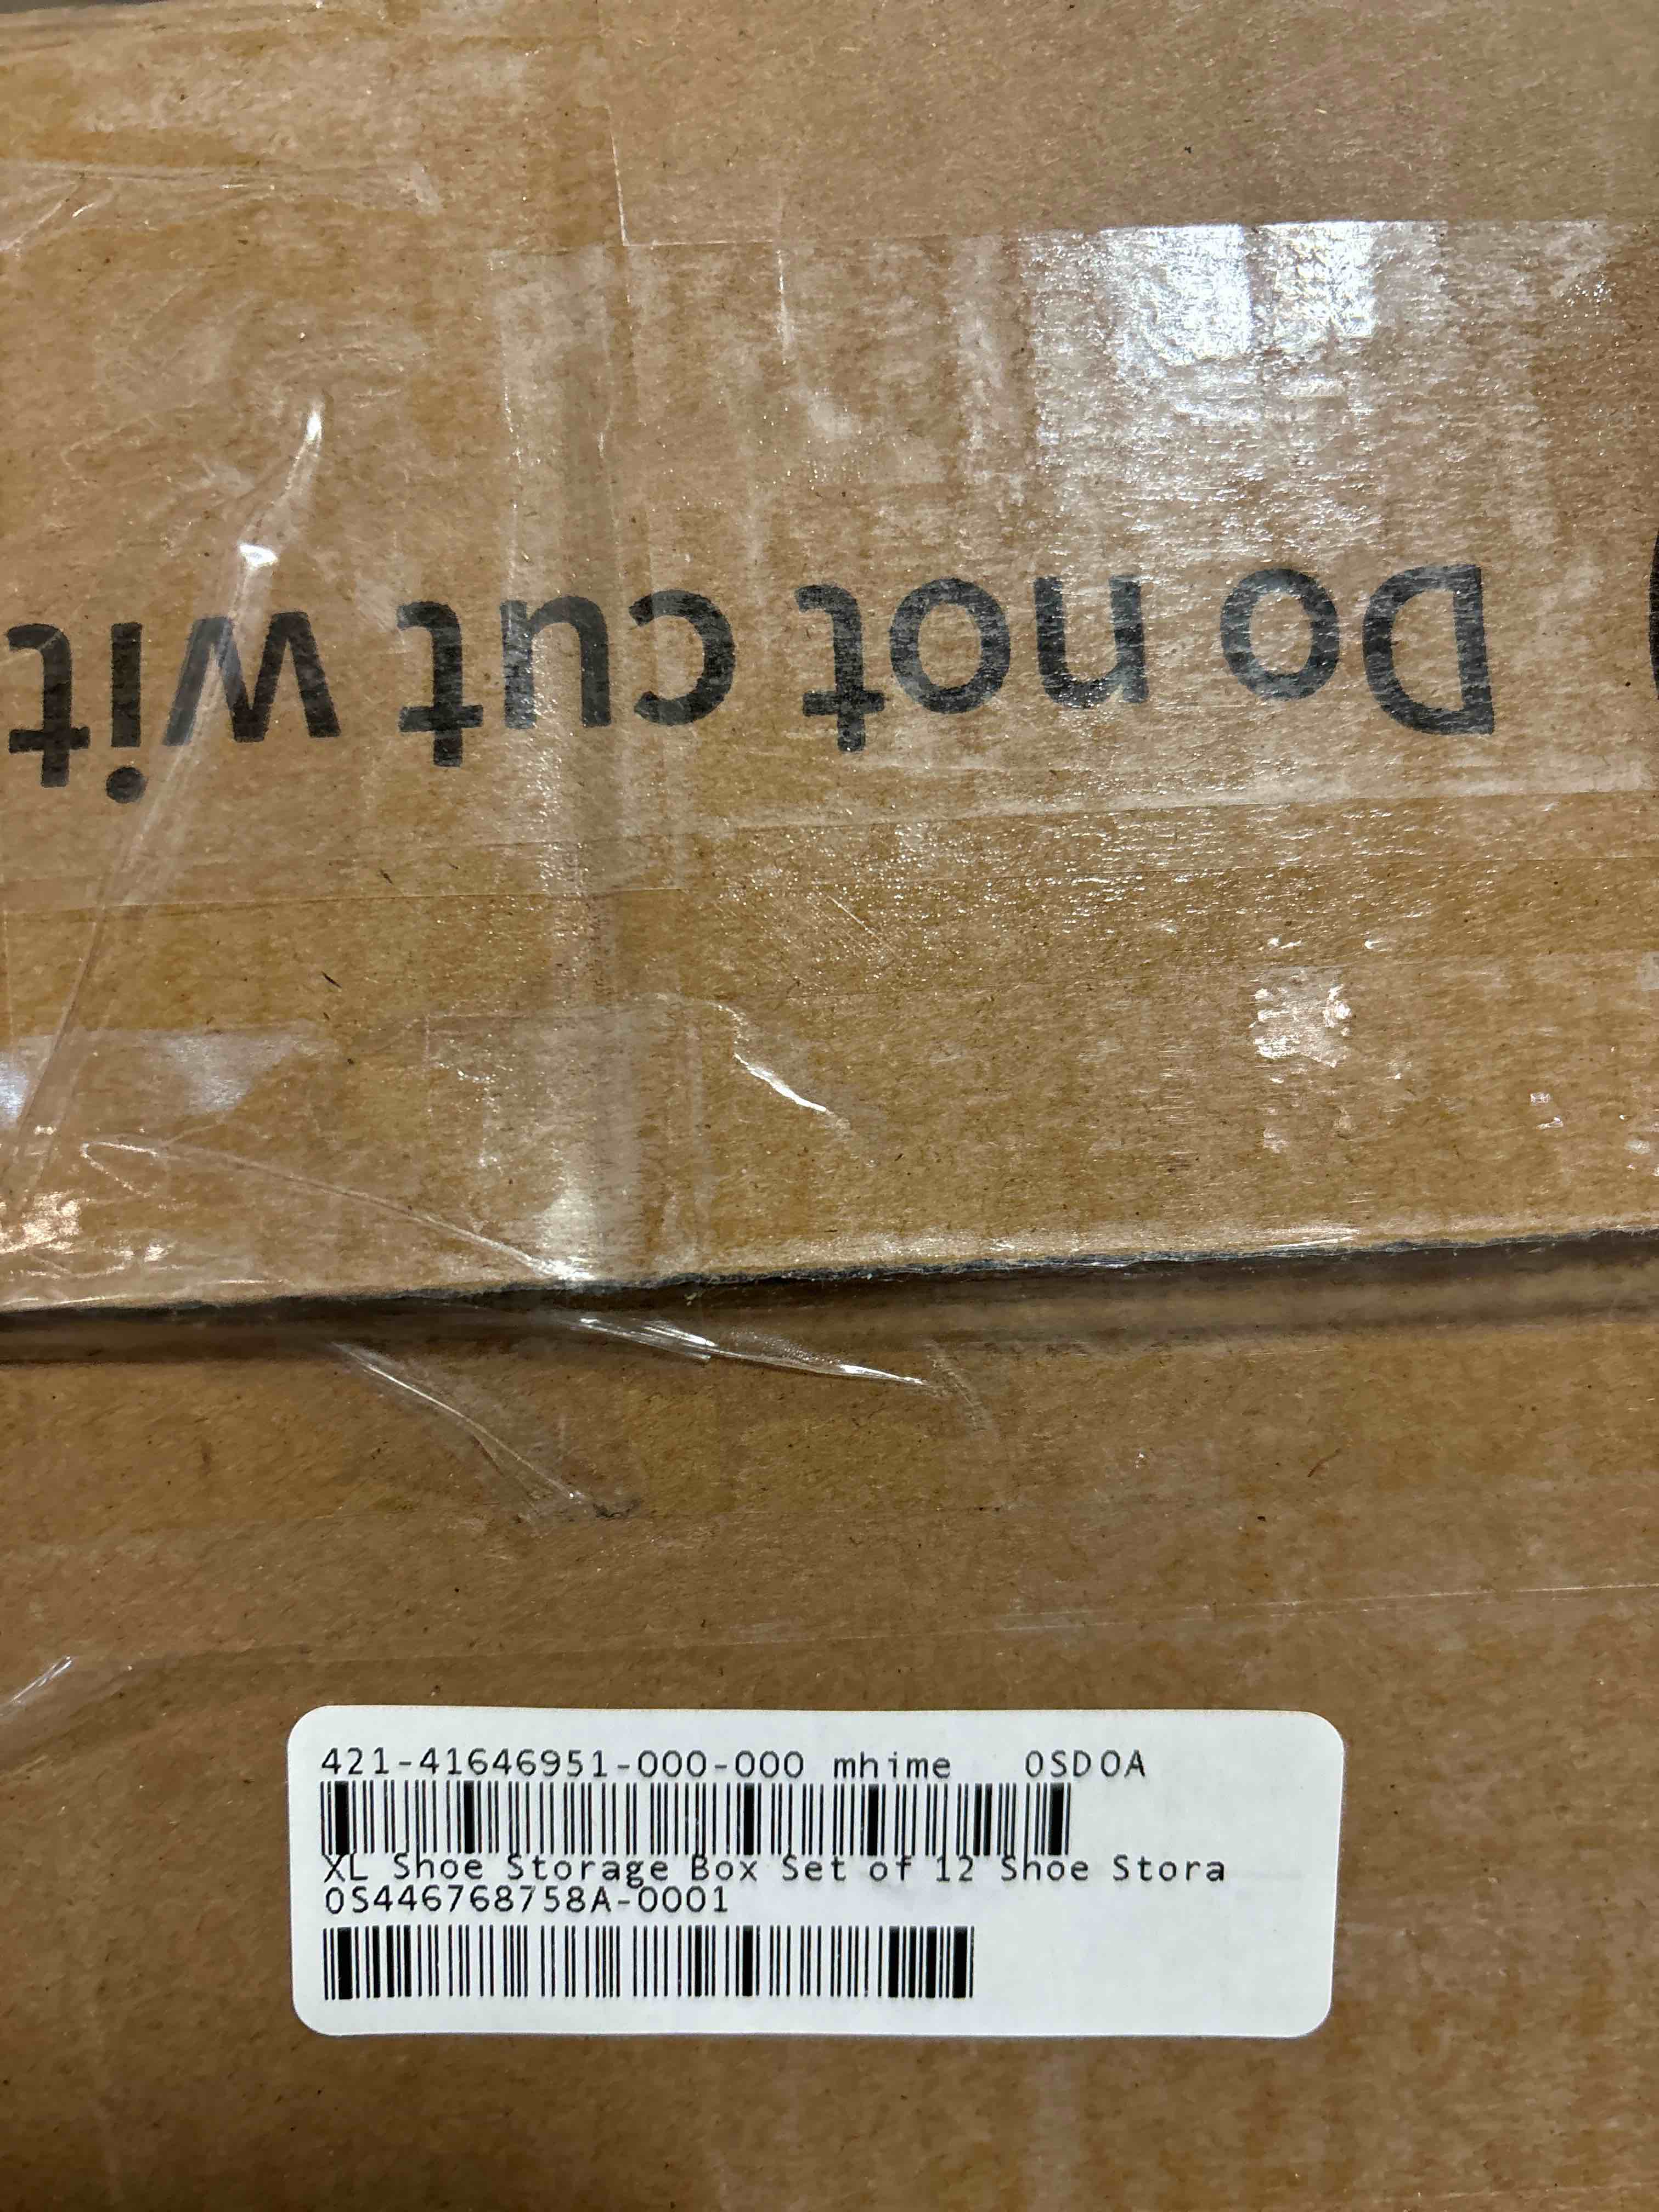 Do not cut wit
421-41646951-000-000 mhime 0SDOA
XL Shoe Storage Box Set of 12 Shoe Stora
0S446768758A-0001